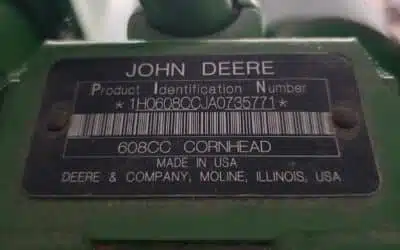 JOHN DEERE
Product Identification Number
*1H0608CCJA0735771*
608CC CORNHEAD
MADE IN USA
DEERE & COMPANY, MOLINE, ILLINOIS, USA